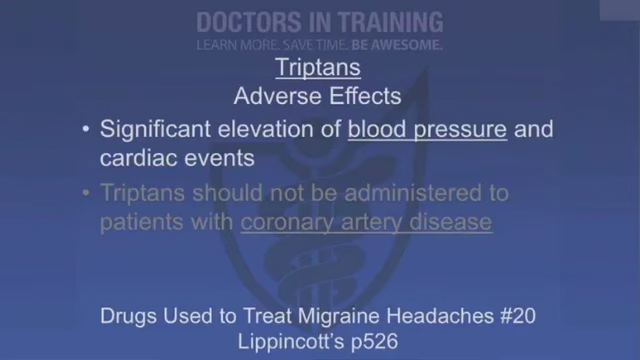 DOCTORS IN TRAINING
LEARN MORE. SAVE TIME. BE AWESOME.
Triptans
Adverse Effects
• Significant elevation of blood pressure and
cardiac events
• Triptans should not be administered to
patients with coronary artery disease
Drugs Used to Treat Migraine Headaches #20
Lippincott's p526